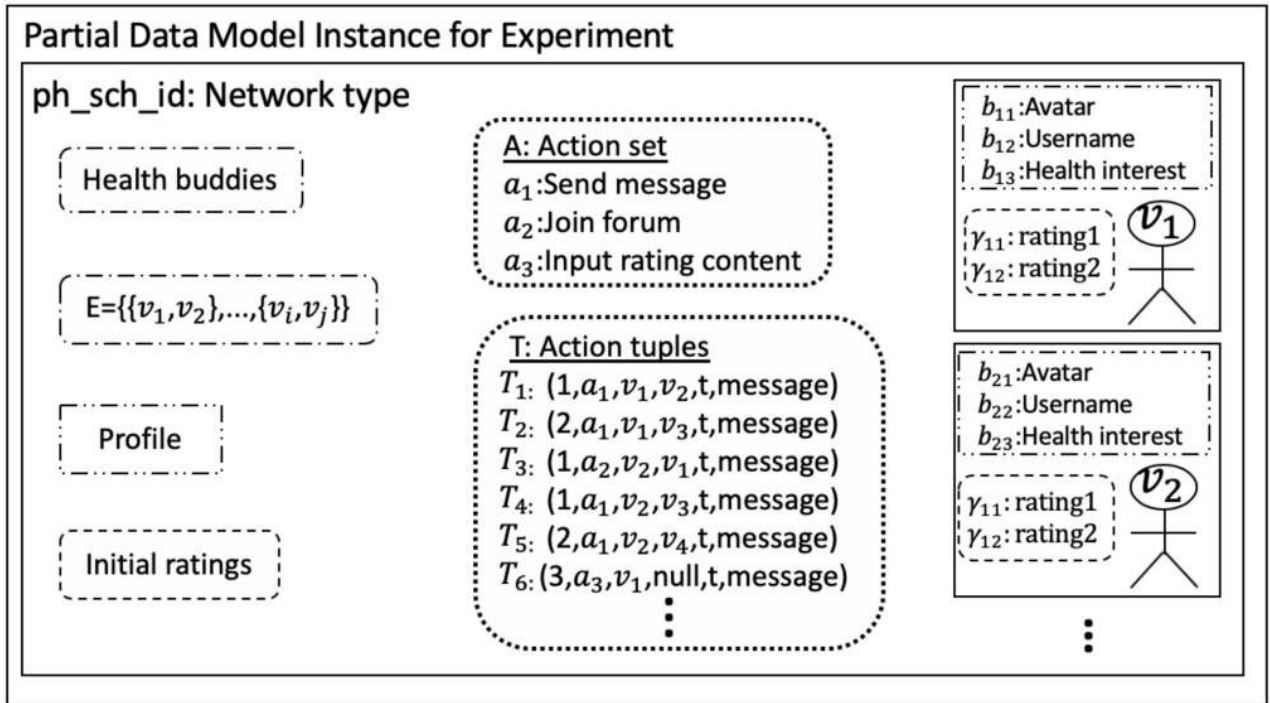 Partial Data Model Instance for Experiment
ph_sch_id: Network type
Health buddies
E={{v₁,v₂},...,{vᵢ,vⱼ}}
Profile
Initial ratings
A: Action set
a₁:Send message
a₂:Join forum
a₃:Input rating content
T: Action tuples
T₁: (1,a₁,v₁,v₂,t,message)
T₂: (2,a₁,v₁,v₃,t,message)
T₃: (1,a₂,v₂,v₁,t,message)
T₄: (1,a₁,v₂,v₃,t,message)
T₅: (2,a₁,v₂,v₄,t,message)
T₆: (3,a₃,v₁,null,t,message)
⋮
b₁₁:Avatar
b₁₂:Username
b₁₃:Health interest
v₁
γ₁₁: rating1
γ₁₂: rating2
b₂₁:Avatar
b₂₂:Username
b₂₃:Health interest
v₂
γ₁₁: rating1
γ₁₂: rating2
⋮